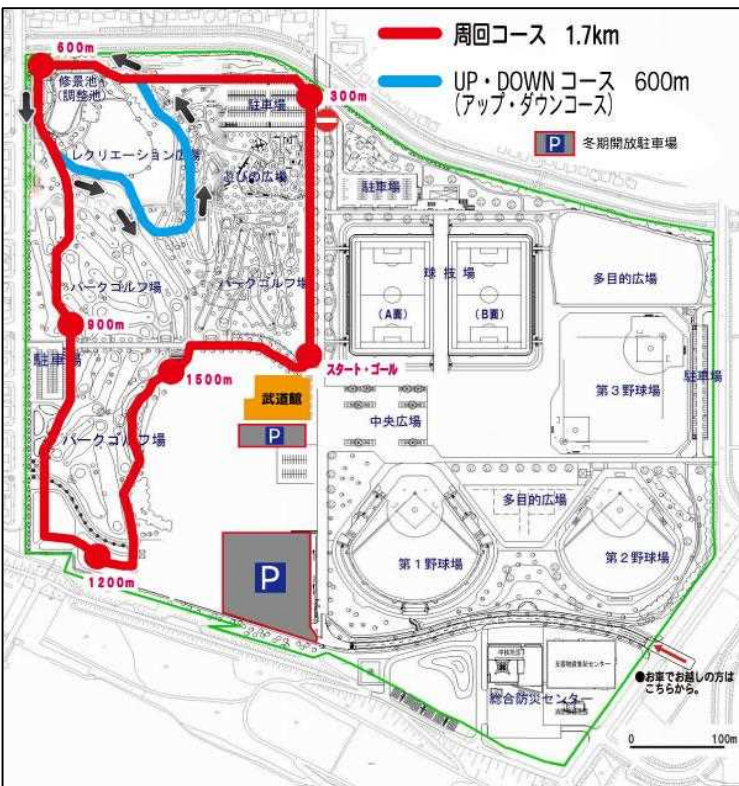 周回コース 1.7km
UP・DOWN コース 600m
(アップ・ダウンコース)
P 冬期開放駐車場
600m
修景池
(調整池)
駐車場
300m
レクリエーション広場
駐車場
球技場
(A面)
(B面)
多目的広場
パークゴルフ場
パークゴルフ場
900m
駐車場
1500m
スタート・ゴール
武道館
P
中央広場
第3野球場
駐車場
パークゴルフ場
多目的広場
1200m
P
第1野球場
第2野球場
総合防災センター
●お車でお越しの方は
こちらから。
0 100m